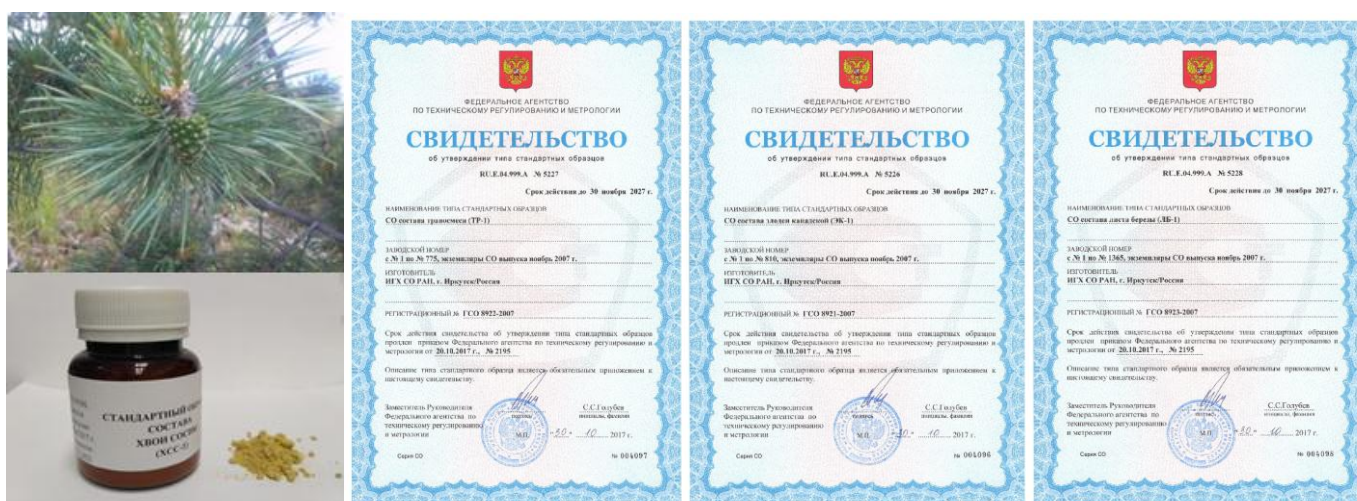 СТАНДАРТНЫЙ
СОСТАВА
ХВОИ СОСНЫ
(ХСС-1)
ФЕДЕРАЛЬНОЕ АГЕНТСТВО
ПО ТЕХНИЧЕСКОМУ РЕГУЛИРОВАНИЮ И МЕТРОЛОГИИ
СВИДЕТЕЛЬСТВО
об утверждении типа стандартных образцов
RU.E.04.999.A № 5227
Срок действия до 30 ноября 2027 г.
НАИМЕНОВАНИЕ ТИПА СТАНДАРТНЫХ ОБРАЗЦОВ
СО состава травосмеси (ТР-1)
ЗАВОДСКОЙ НОМЕР
с № 1 по № 775, экземпляры СО выпуска ноябрь 2007 г.
ИЗГОТОВИТЕЛЬ
ИГХ СО РАН, г. Иркутск/Россия
РЕГИСТРАЦИОННЫЙ № ГСО 8922-2007
Срок действия свидетельства об утверждении типа стандартных образцов
продлен приказом Федерального агентства по техническому регулированию и
метрологии от 20.10.2017 г., № 2195
Описание типа стандартного образца является обязательным приложением к
настоящему свидетельству.
Заместитель Руководителя
Федерального агентства по
техническому регулированию
и метрологии
подпись
С.С.Голубев
инициалы, фамилия
М.П.
30 10 2017 г.
Серия СО
№ 004097
ФЕДЕРАЛЬНОЕ АГЕНТСТВО
ПО ТЕХНИЧЕСКОМУ РЕГУЛИРОВАНИЮ И МЕТРОЛОГИИ
СВИДЕТЕЛЬСТВО
об утверждении типа стандартных образцов
RU.E.04.999.A № 5226
Срок действия до 30 ноября 2027 г.
НАИМЕНОВАНИЕ ТИПА СТАНДАРТНЫХ ОБРАЗЦОВ
СО состава элодеи канадской (ЭК-1)
ЗАВОДСКОЙ НОМЕР
с № 1 по № 810, экземпляры СО выпуска ноябрь 2007 г.
ИЗГОТОВИТЕЛЬ
ИГХ СО РАН, г. Иркутск/Россия
РЕГИСТРАЦИОННЫЙ № ГСО 8921-2007
Срок действия свидетельства об утверждении типа стандартных образцов
продлен приказом Федерального агентства по техническому регулированию и
метрологии от 20.10.2017 г., № 2195
Описание типа стандартного образца является обязательным приложением к
настоящему свидетельству.
Заместитель Руководителя
Федерального агентства по
техническому регулированию
и метрологии
подпись
С.С.Голубев
инициалы, фамилия
М.П.
30 10 2017 г.
Серия СО
№ 004096
ФЕДЕРАЛЬНОЕ АГЕНТСТВО
ПО ТЕХНИЧЕСКОМУ РЕГУЛИРОВАНИЮ И МЕТРОЛОГИИ
СВИДЕТЕЛЬСТВО
об утверждении типа стандартных образцов
RU.E.04.999.A № 5228
Срок действия до 30 ноября 2027 г.
НАИМЕНОВАНИЕ ТИПА СТАНДАРТНЫХ ОБРАЗЦОВ
СО состава листа березы (ЛБ-1)
ЗАВОДСКОЙ НОМЕР
с № 1 по № 1365, экземпляры СО выпуска ноябрь 2007 г.
ИЗГОТОВИТЕЛЬ
ИГХ СО РАН, г. Иркутск/Россия
РЕГИСТРАЦИОННЫЙ № ГСО 8923-2007
Срок действия свидетельства об утверждении типа стандартных образцов
продлен приказом Федерального агентства по техническому регулированию и
метрологии от 20.10.2017 г., № 2195
Описание типа стандартного образца является обязательным приложением к
настоящему свидетельству.
Заместитель Руководителя
Федерального агентства по
техническому регулированию
и метрологии
подпись
С.С.Голубев
инициалы, фамилия
М.П.
30 10 2017 г.
Серия СО
№ 004098